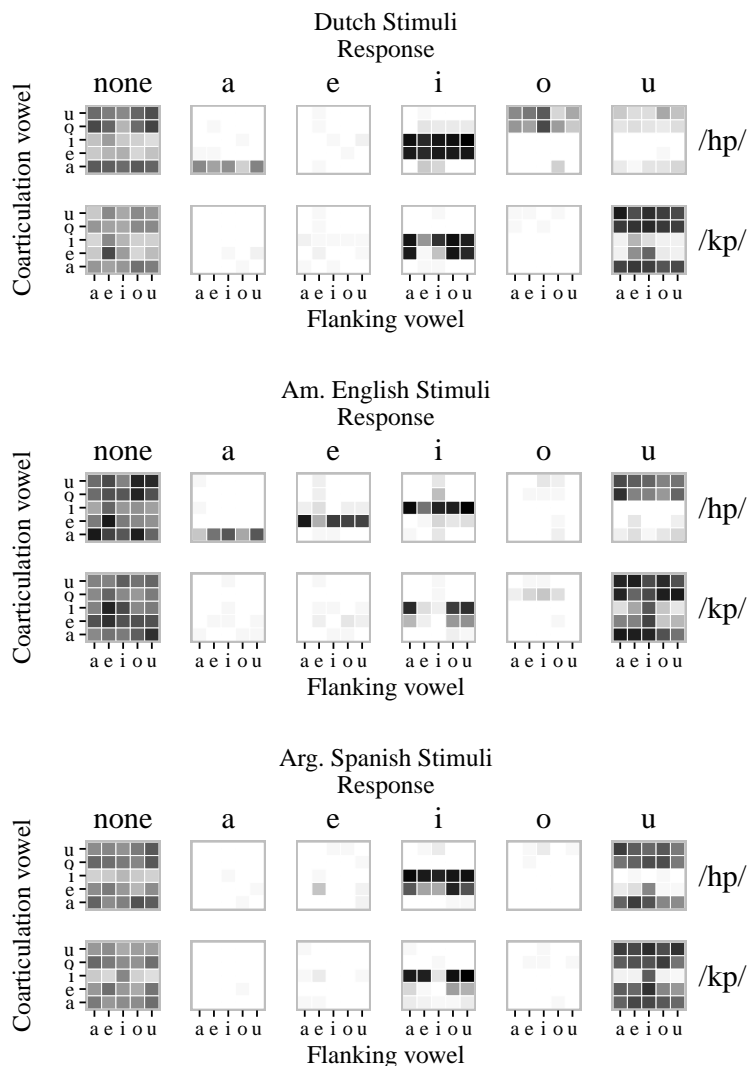 Dutch Stimuli
Response
none a e i o u
Coarticulation vowel
u
o
i
e
a
/hp/
u
o
i
e
a
/kp/
a e i o u a e i o u a e i o u a e i o u a e i o u a e i o u
Flanking vowel
Am. English Stimuli
Response
none a e i o u
Coarticulation vowel
u
o
i
e
a
/hp/
u
o
i
e
a
/kp/
a e i o u a e i o u a e i o u a e i o u a e i o u a e i o u
Flanking vowel
Arg. Spanish Stimuli
Response
none a e i o u
Coarticulation vowel
u
o
i
e
a
/hp/
u
o
i
e
a
/kp/
a e i o u a e i o u a e i o u a e i o u a e i o u a e i o u
Flanking vowel